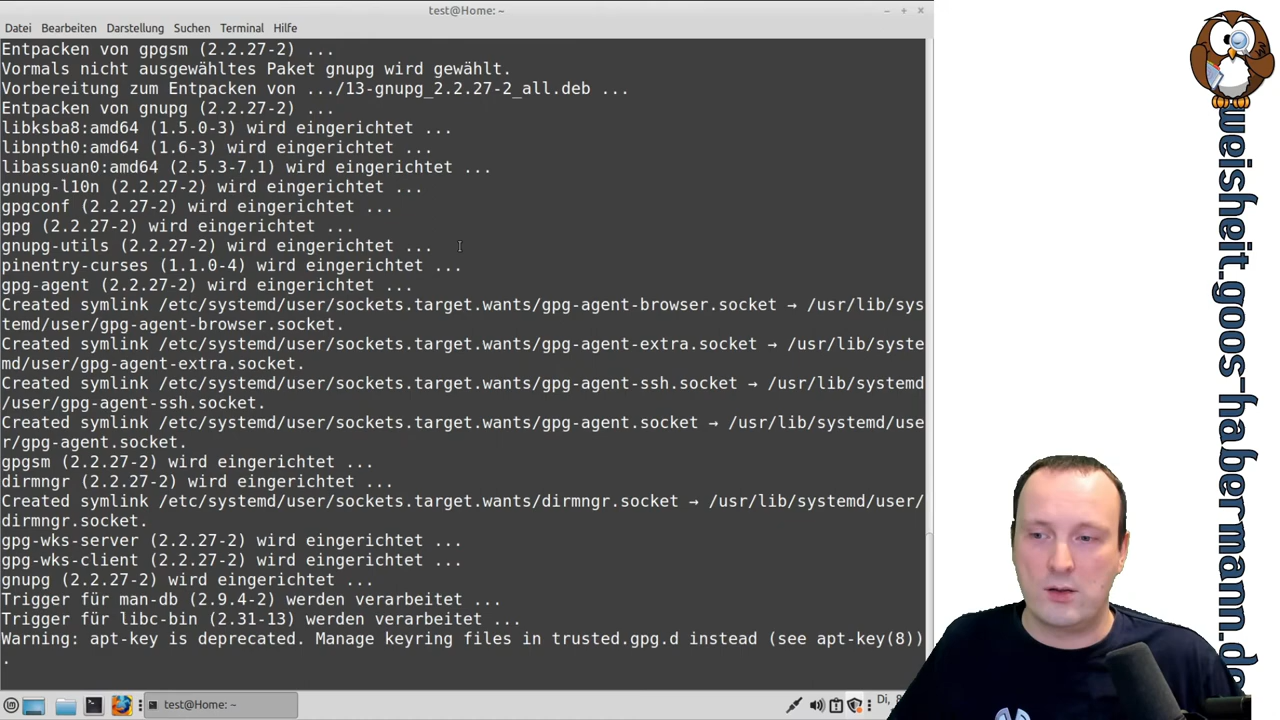 test@Home: ~
Datei Bearbeiten Darstellung Suchen Terminal Hilfe
Entpacken von gpgsm (2.2.27-2) ...
Vormals nicht ausgewähltes Paket gnupg wird gewählt.
Vorbereitung zum Entpacken von .../13-gnupg_2.2.27-2_all.deb ...
Entpacken von gnupg (2.2.27-2) ...
libksba8:amd64 (1.5.0-3) wird eingerichtet ...
libnpth0:amd64 (1.6-3) wird eingerichtet ...
libassuan0:amd64 (2.5.3-7.1) wird eingerichtet ...
gnupg-l10n (2.2.27-2) wird eingerichtet ...
gpgconf (2.2.27-2) wird eingerichtet ...
gpg (2.2.27-2) wird eingerichtet ...
gnupg-utils (2.2.27-2) wird eingerichtet ...
pinentry-curses (1.1.0-4) wird eingerichtet ...
gpg-agent (2.2.27-2) wird eingerichtet ...
Created symlink /etc/systemd/user/sockets.target.wants/gpg-agent-browser.socket → /usr/lib/sys
temd/user/gpg-agent-browser.socket.
Created symlink /etc/systemd/user/sockets.target.wants/gpg-agent-extra.socket → /usr/lib/syste
md/user/gpg-agent-extra.socket.
Created symlink /etc/systemd/user/sockets.target.wants/gpg-agent-ssh.socket → /usr/lib/systemd
/user/gpg-agent-ssh.socket.
Created symlink /etc/systemd/user/sockets.target.wants/gpg-agent.socket → /usr/lib/systemd/use
r/gpg-agent.socket.
gpgsm (2.2.27-2) wird eingerichtet ...
dirmngr (2.2.27-2) wird eingerichtet ...
Created symlink /etc/systemd/user/sockets.target.wants/dirmngr.socket → /usr/lib/systemd/user/
dirmngr.socket.
gpg-wks-server (2.2.27-2) wird eingerichtet ...
gpg-wks-client (2.2.27-2) wird eingerichtet ...
gnupg (2.2.27-2) wird eingerichtet ...
Trigger für man-db (2.9.4-2) werden verarbeitet ...
Trigger für libc-bin (2.31-13) werden verarbeitet ...
Warning: apt-key is deprecated. Manage keyring files in trusted.gpg.d instead (see apt-key(8))
.
test@Home: ~
Di,
weisheit.goos-habermann.de